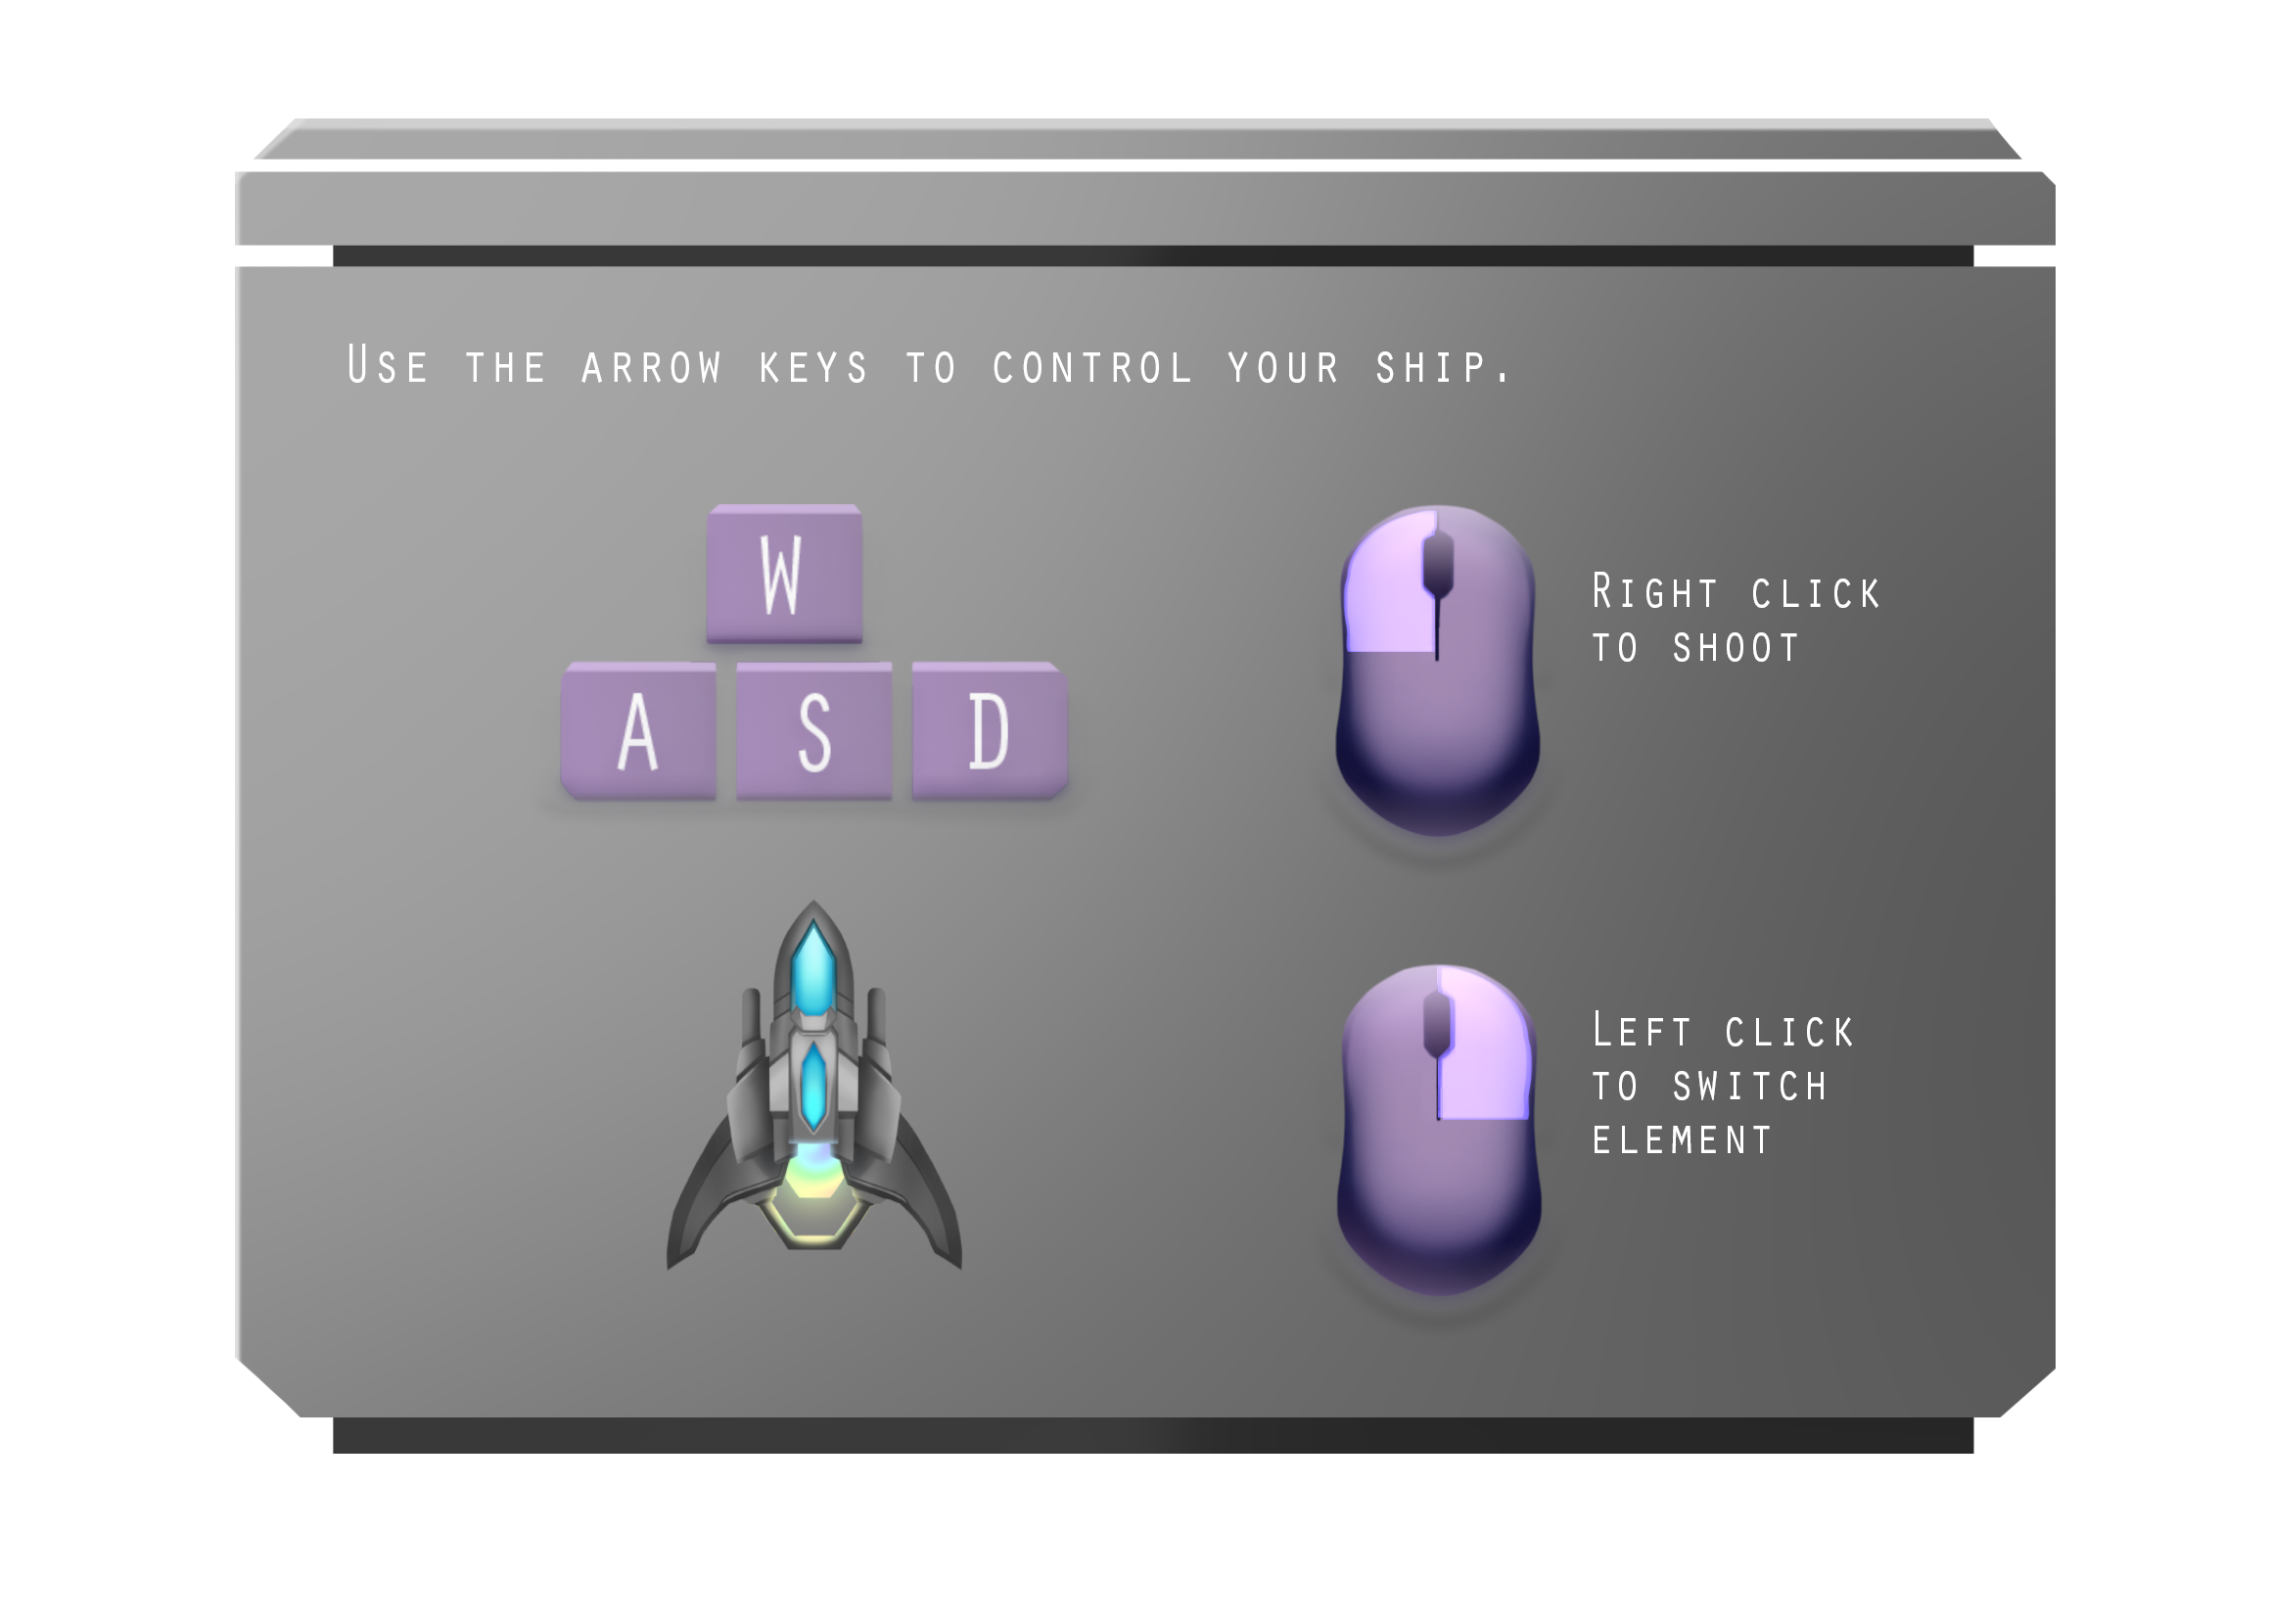 Use the arrow keys to control your ship.
W
A S D
Right click
to shoot
Left click
to switch
element